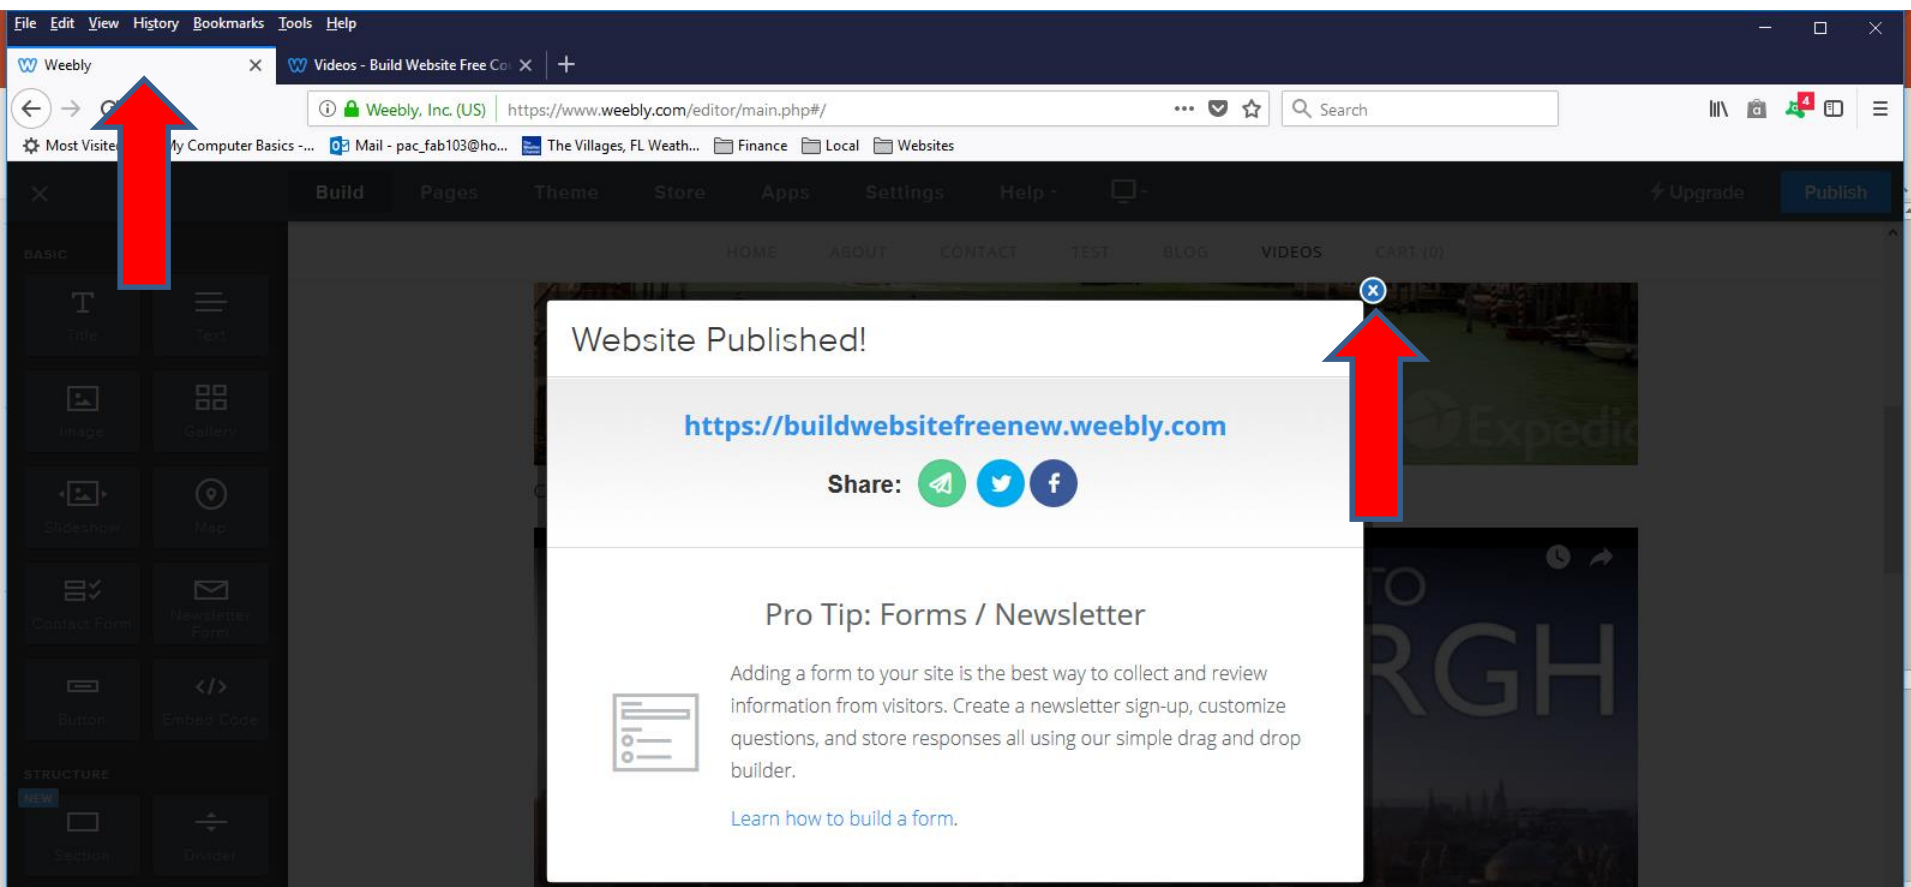 File Edit View History Bookmarks Tools Help
Weebly
Videos - Build Website Free Co
Weebly, Inc. (US) https://www.weebly.com/editor/main.php#/
Search
4
Most Visite
My Computer Basics -...
Mail - pac_fab103@ho...
The Villages, FL Weath...
Finance
Local
Websites
Build Pages Theme Store Apps Settings Help Upgrade Publish
HOME ABOUT CONTACT TEST BLOG VIDEOS CART (0)
BASIC
Title Text
Image Gallery
Slideshow Map
Contact Form Newsletter
Form
Button Embed Code
STRUCTURE
NEW
Section Divider
Website Published!
https://buildwebsitefreenew.weebly.com
Share:
Pro Tip: Forms / Newsletter
Adding a form to your site is the best way to collect and review
information from visitors. Create a newsletter sign-up, customize
questions, and store responses all using our simple drag and drop
builder.
Learn how to build a form.
Expedia
TO
RGH